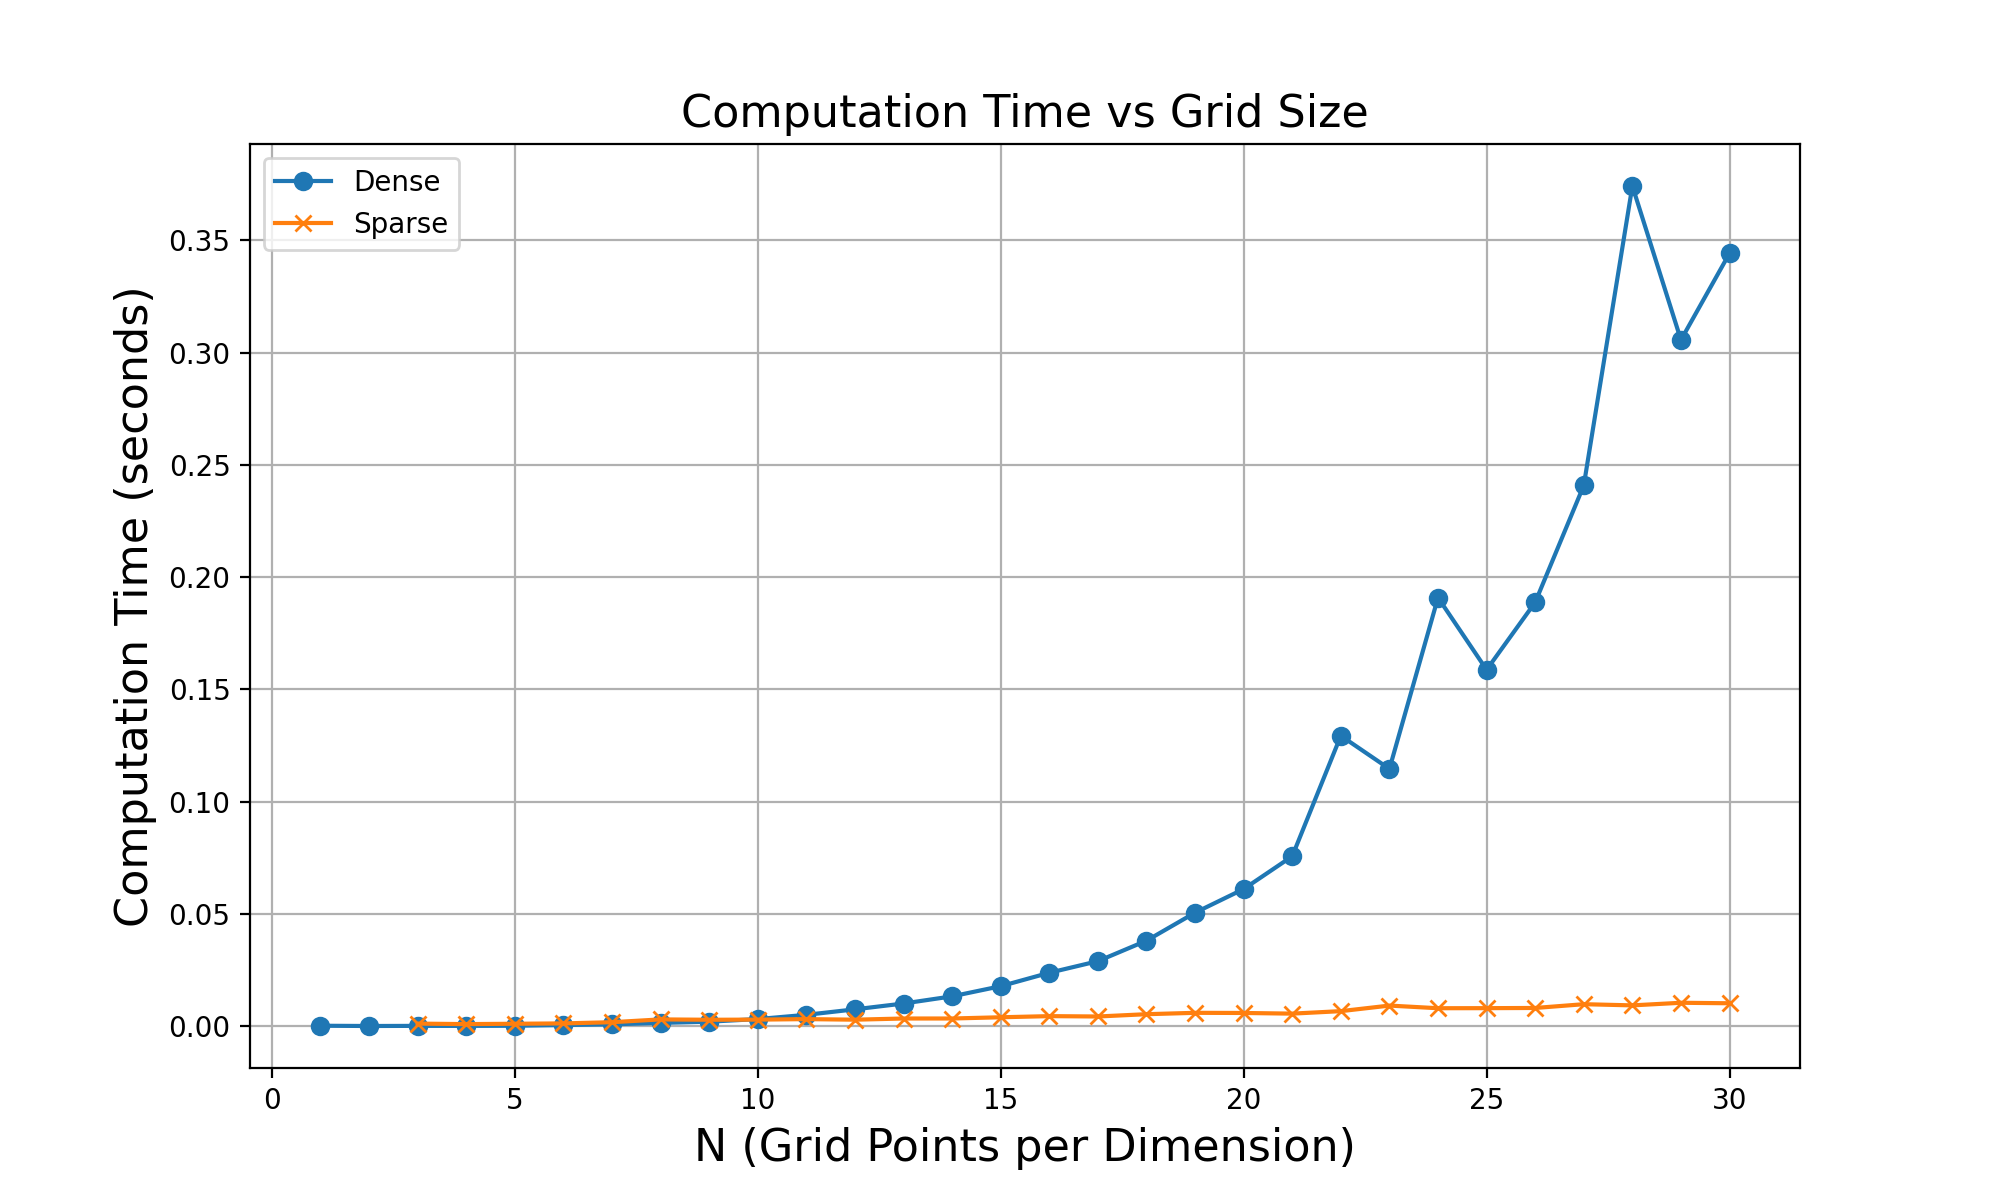 Computation Time vs Grid Size
Dense
Sparse
Computation Time (seconds)
0.35
0.30
0.25
0.20
0.15
0.10
0.05
0.00
0 5 10 15 20 25 30
N (Grid Points per Dimension)